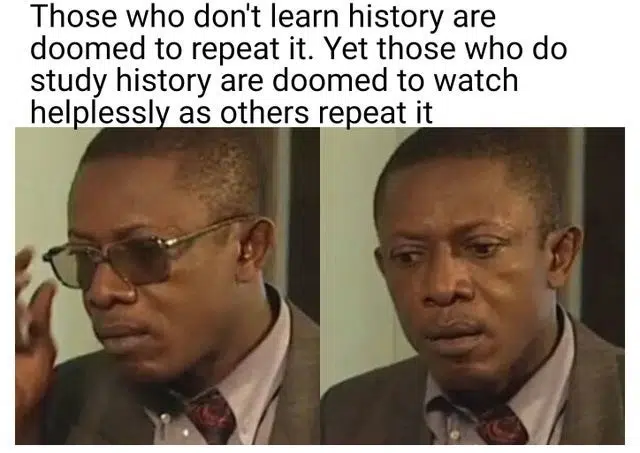 Those who don't learn history are
doomed to repeat it. Yet those who do
study history are doomed to watch
helplessly as others repeat it